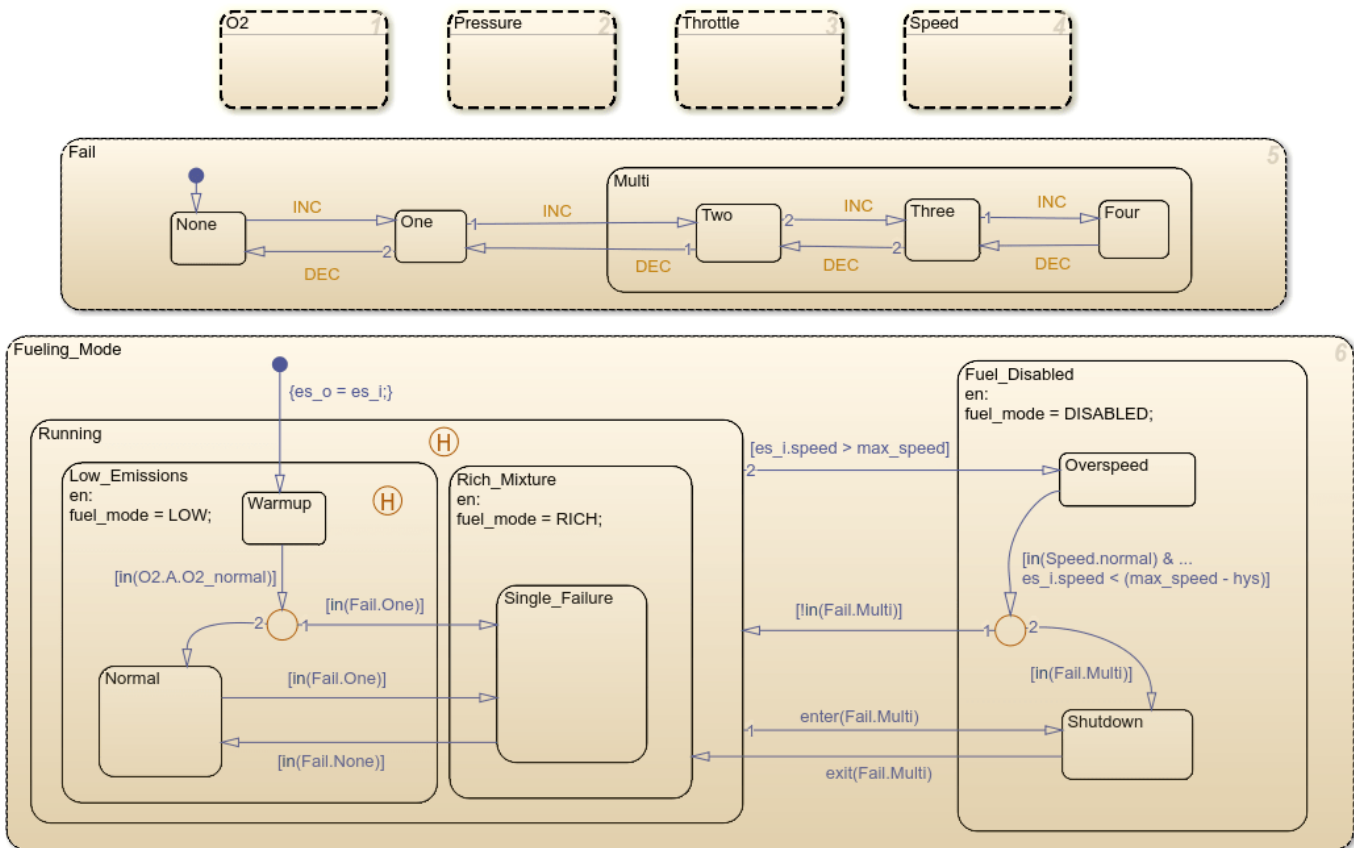 O2
1
Pressure
2
Throttle
3
Speed
4
Fail
5
Multi
None
INC
DEC
One
1
2
INC
DEC
Two
2
1
INC
DEC
Three
1
2
INC
DEC
Four
Fueling_Mode
6
{es_o = es_i;}
Running
H
Low_Emissions
en:
fuel_mode = LOW;
H
Warmup
[in(O2.A.O2_normal)]
2
1
[in(Fail.One)]
Normal
[in(Fail.One)]
[in(Fail.None)]
Rich_Mixture
en:
fuel_mode = RICH;
Single_Failure
[es_i.speed > max_speed]
2
[!in(Fail.Multi)]
1
2
1
enter(Fail.Multi)
exit(Fail.Multi)
Fuel_Disabled
en:
fuel_mode = DISABLED;
Overspeed
[in(Speed.normal) & ...
es_i.speed < (max_speed - hys)]
[in(Fail.Multi)]
Shutdown